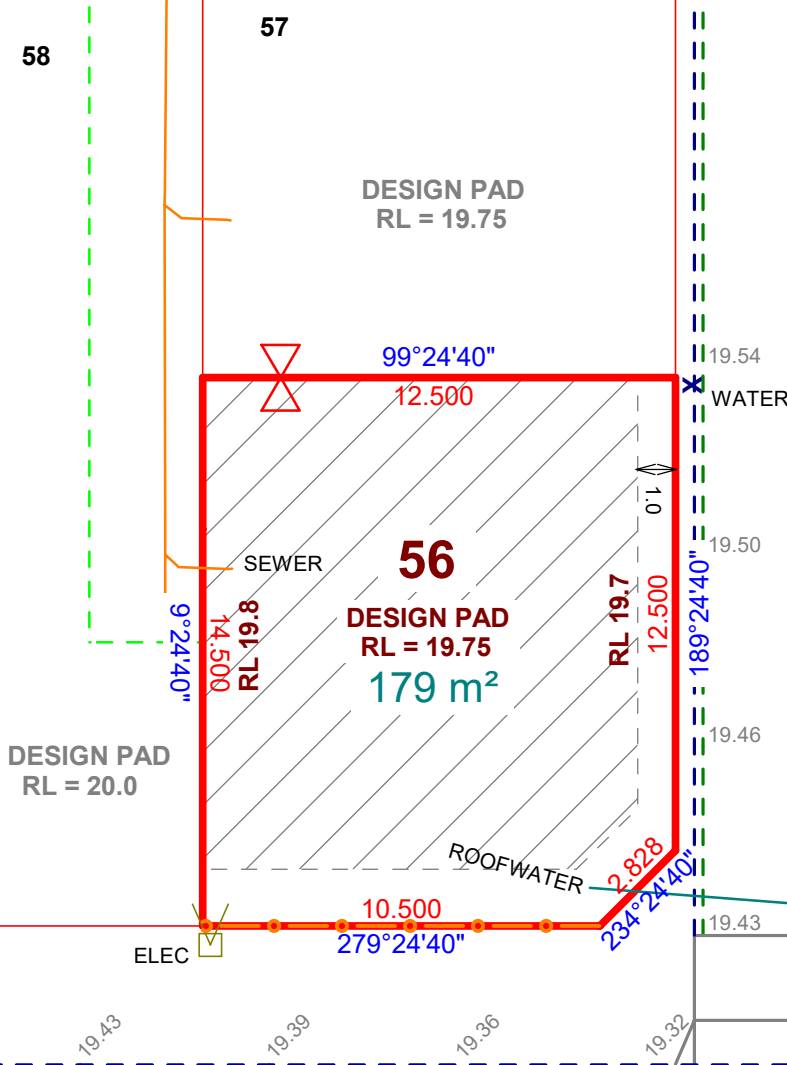 57
58
DESIGN PAD
RL = 19.75
99°24'40"
12.500
19.54
WATER
1.0
19.50
SEWER
56
DESIGN PAD
RL = 19.75
179 m²
9°24'40"
14.500
RL 19.8
RL 19.7
12.500
189°24'40"
19.46
DESIGN PAD
RL = 20.0
ROOFWATER
2.828
234°24'40"
10.500
279°24'40"
19.43
ELEC
19.43
19.39
19.36
19.32